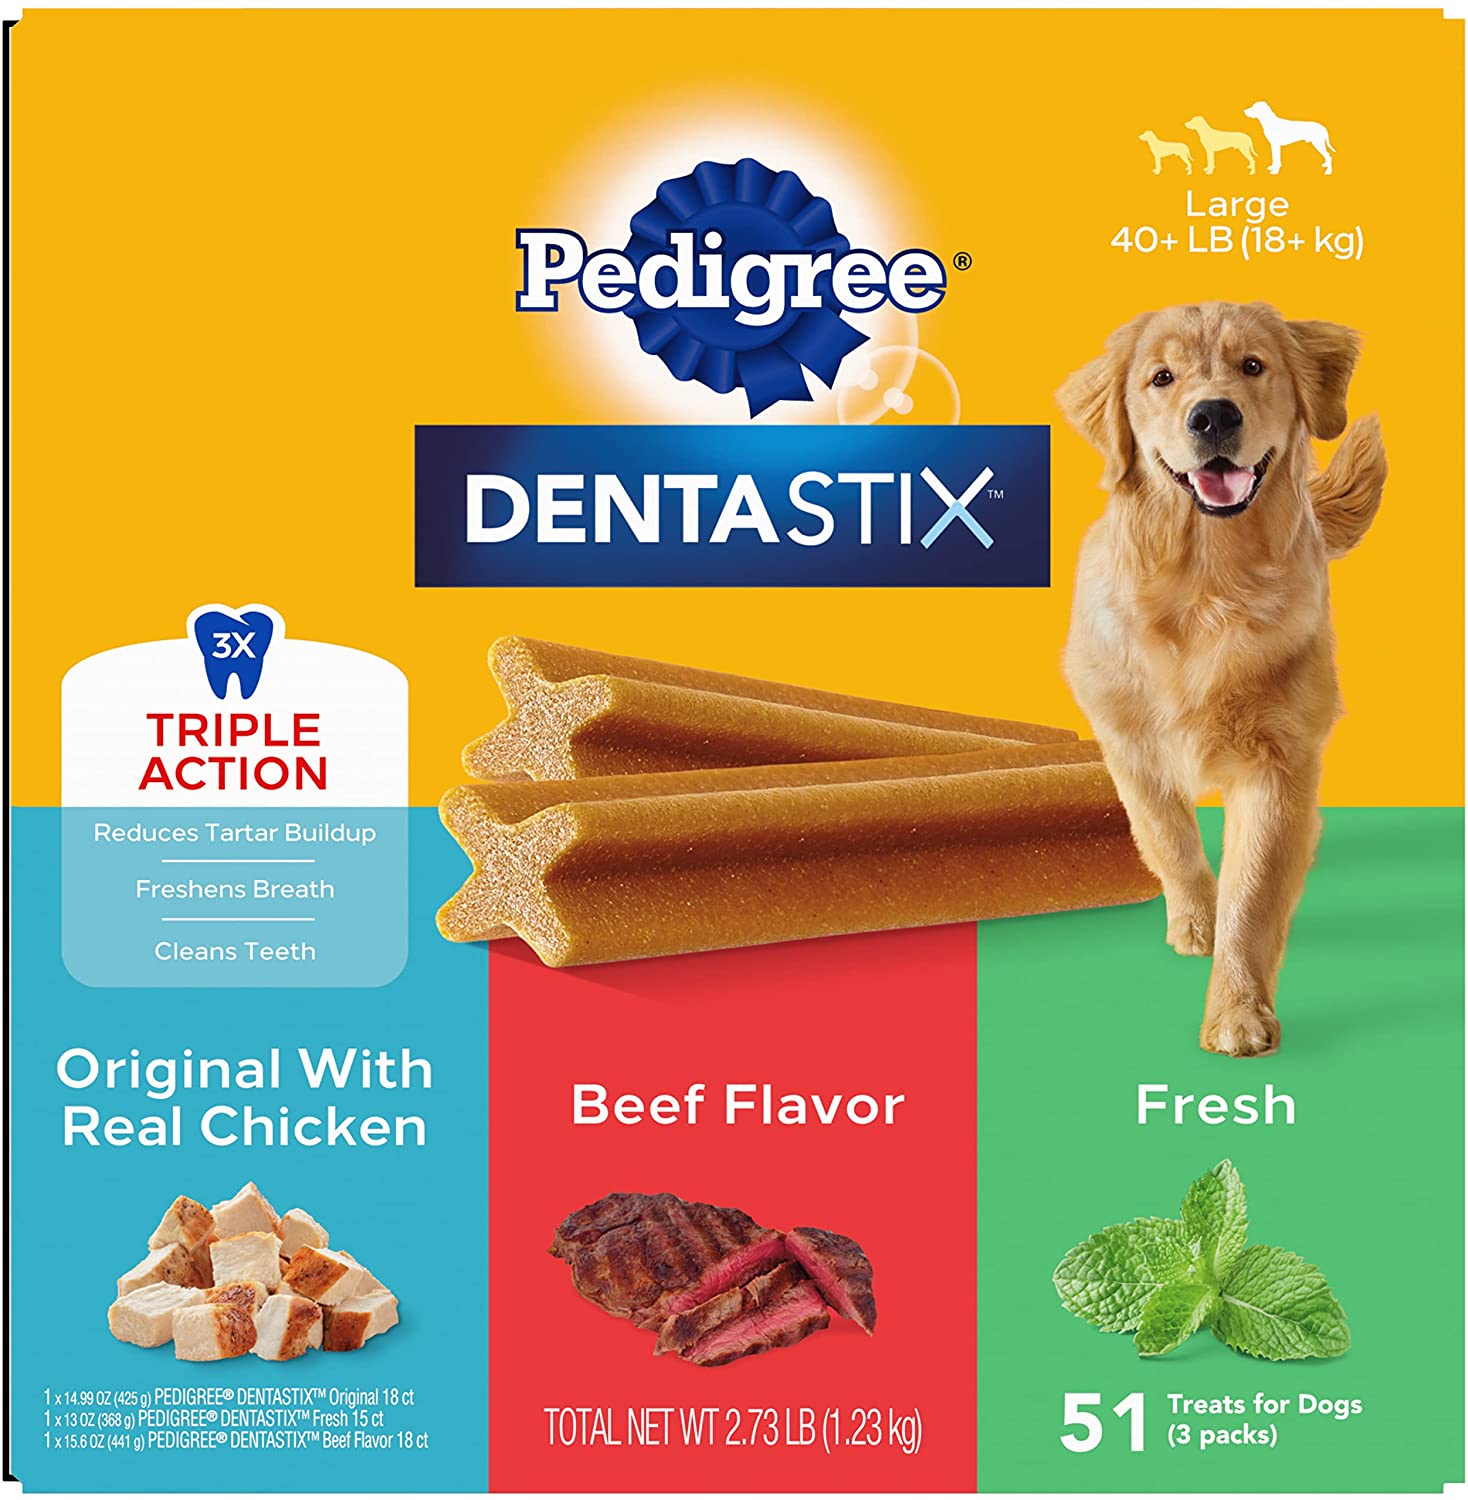 Large
40+ LB (18+ kg)
Pedigree®
DENTASTIX™
3X
TRIPLE
ACTION
Reduces Tartar Buildup
Freshens Breath
Cleans Teeth
Original With
Real Chicken
Beef Flavor
Fresh
1 x 14.99 OZ (425 g) PEDIGREE® DENTASTIX™ Original 18 ct
1 x 13 OZ (368 g) PEDIGREE® DENTASTIX™ Fresh 15 ct
1 x 15.6 OZ (441 g) PEDIGREE® DENTASTIX™ Beef Flavor 18 ct
TOTAL NET WT 2.73 LB (1.23 kg)
51 Treats for Dogs
(3 packs)